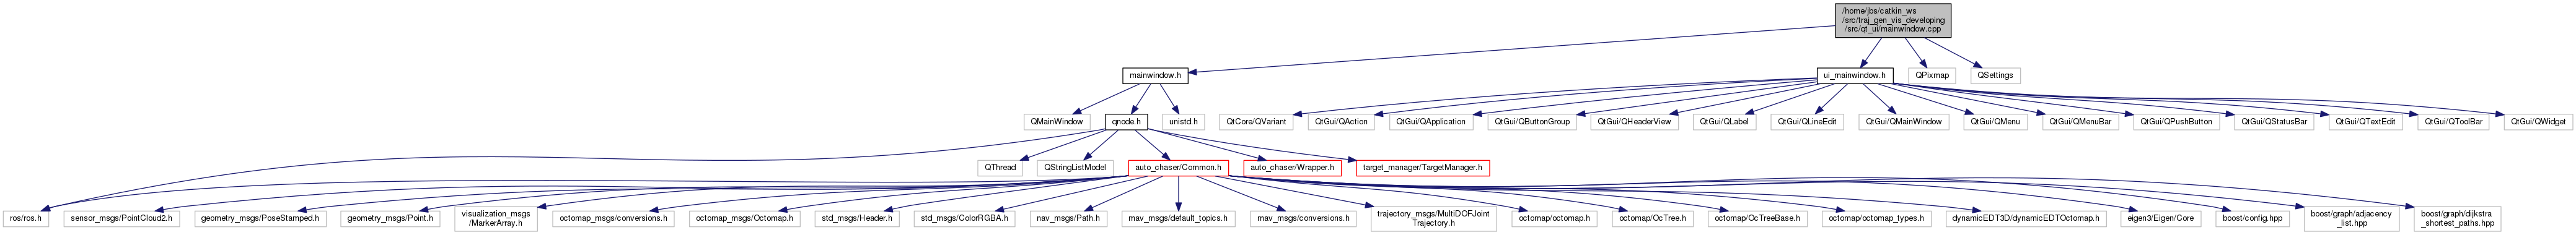 /home/jbs/catkin_ws
/src/traj_gen_vis_developing
/src/qt_ui/mainwindow.cpp
mainwindow.h
ui_mainwindow.h
QPixmap
QSettings
QMainWindow
qnode.h
unistd.h
QtCore/QVariant
QtGui/QAction
QtGui/QApplication
QtGui/QButtonGroup
QtGui/QHeaderView
QtGui/QLabel
QtGui/QLineEdit
QtGui/QMainWindow
QtGui/QMenu
QtGui/QMenuBar
QtGui/QPushButton
QtGui/QStatusBar
QtGui/QTextEdit
QtGui/QToolBar
QtGui/QWidget
QThread
QStringListModel
auto_chaser/Common.h
auto_chaser/Wrapper.h
target_manager/TargetManager.h
ros/ros.h
sensor_msgs/PointCloud2.h
geometry_msgs/PoseStamped.h
geometry_msgs/Point.h
visualization_msgs
/MarkerArray.h
octomap_msgs/conversions.h
octomap_msgs/Octomap.h
std_msgs/Header.h
std_msgs/ColorRGBA.h
nav_msgs/Path.h
mav_msgs/default_topics.h
mav_msgs/conversions.h
trajectory_msgs/MultiDOFJoint
Trajectory.h
octomap/octomap.h
octomap/OcTree.h
octomap/OcTreeBase.h
octomap/octomap_types.h
dynamicEDT3D/dynamicEDTOctomap.h
eigen3/Eigen/Core
boost/config.hpp
boost/graph/adjacency
_list.hpp
boost/graph/dijkstra
_shortest_paths.hpp